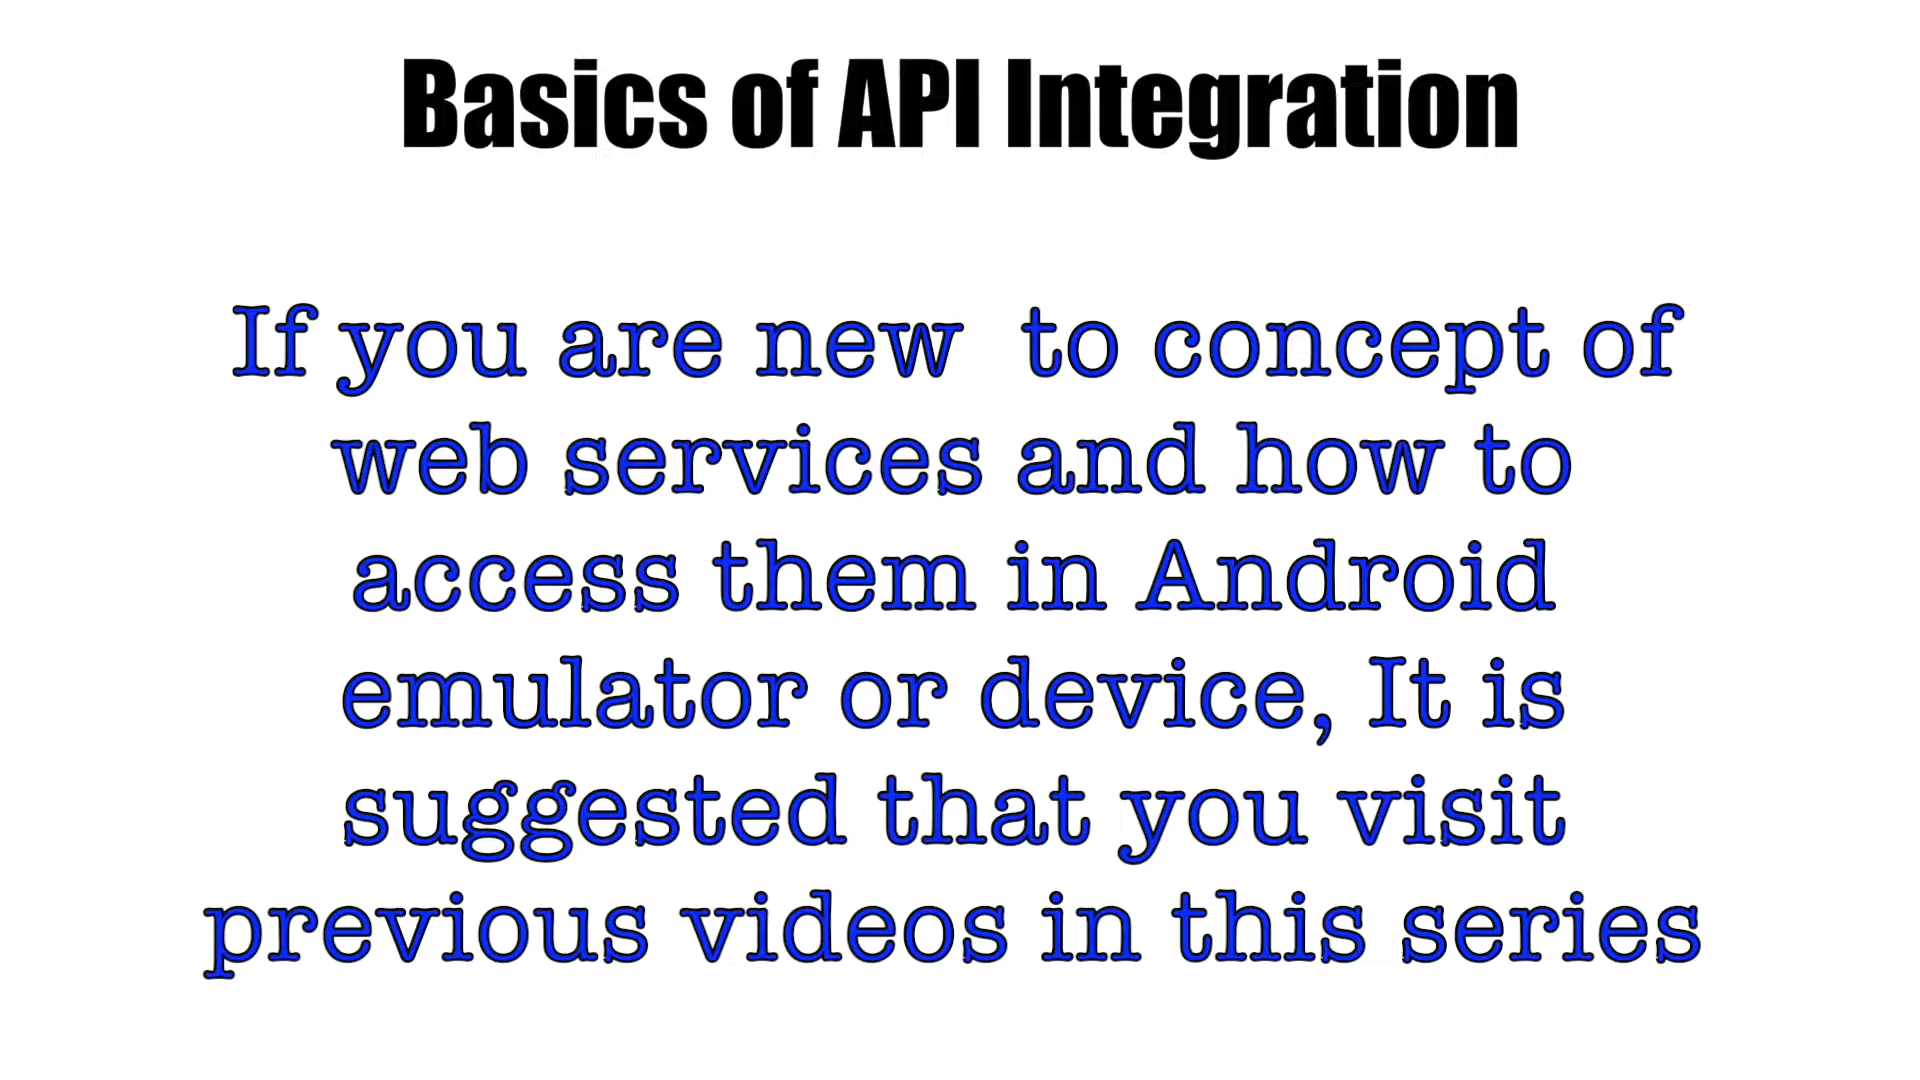 Basics of API Integration
If you are new  to concept of
web services and how to
access them in Android
emulator or device, It is
suggested that you visit
previous videos in this series